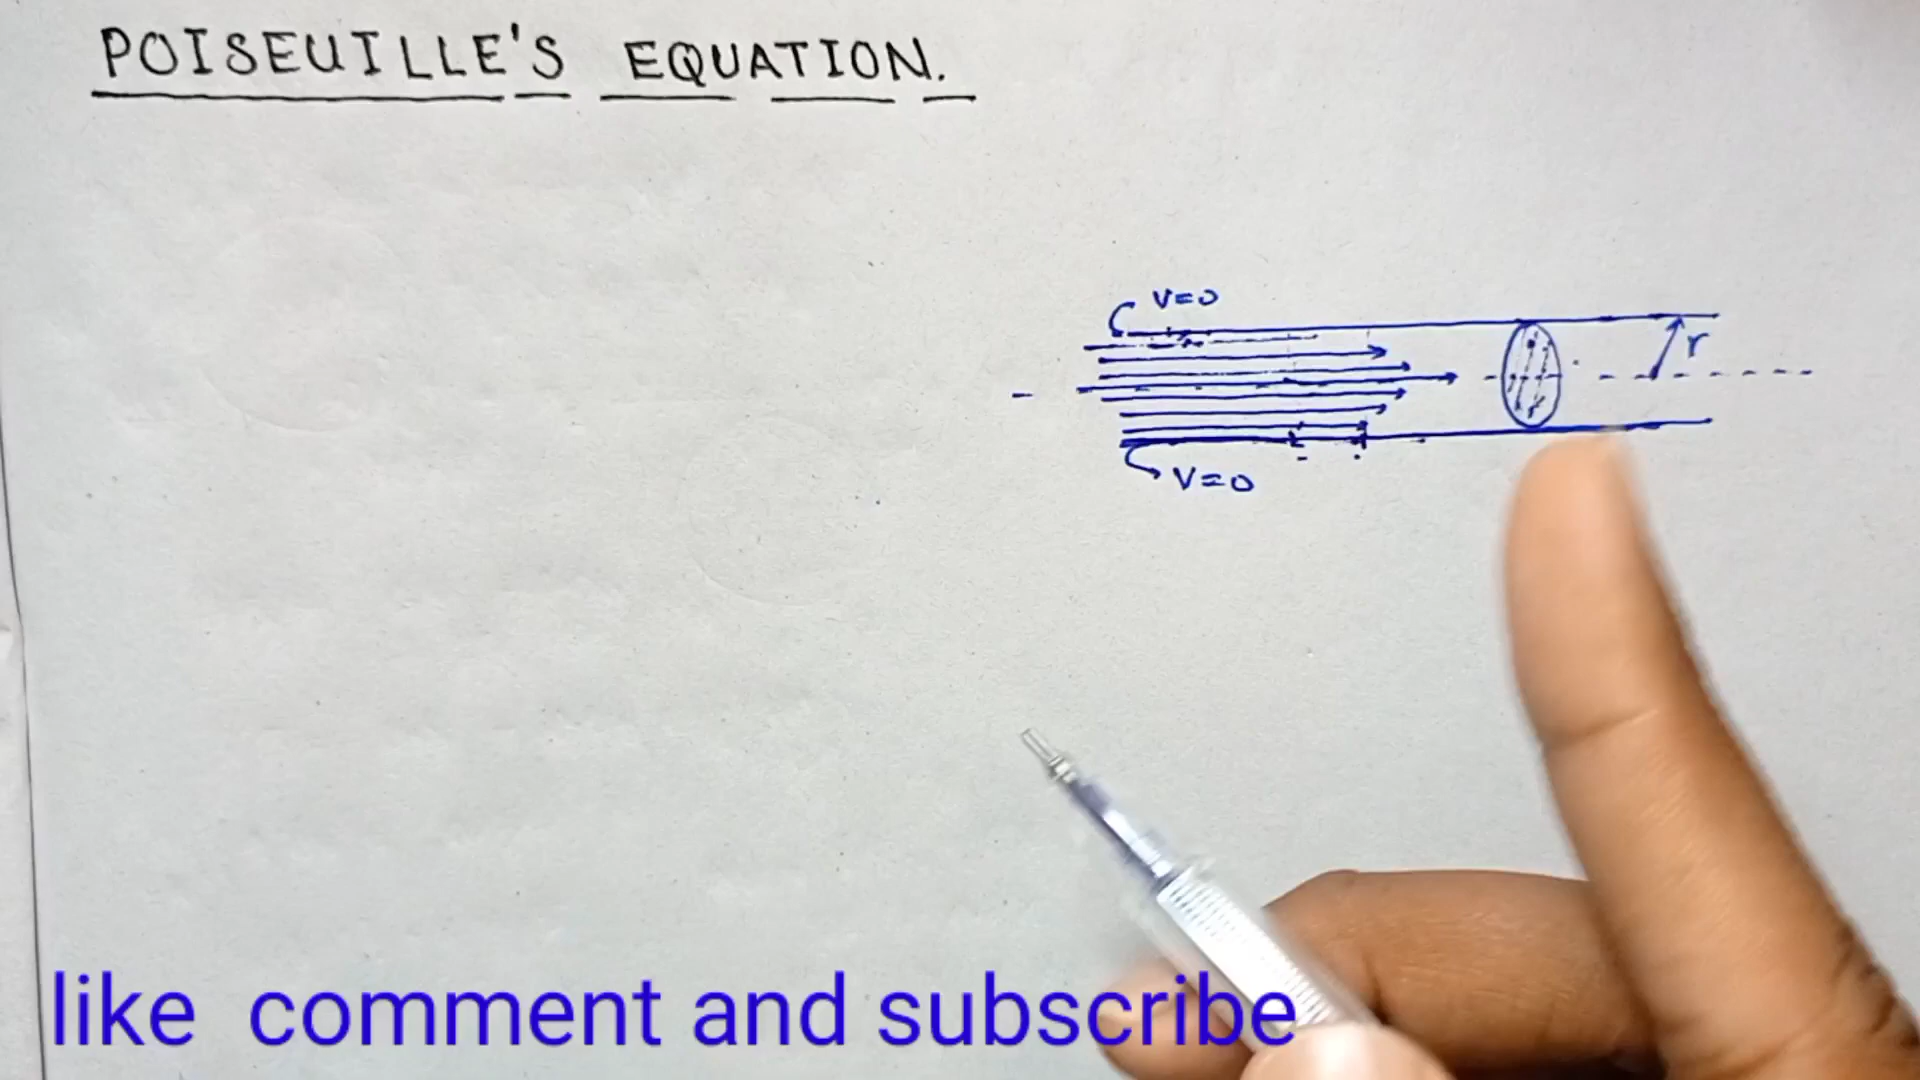 POISEUILLE'S EQUATION.
V=0
r
V=0
like comment and subscribe